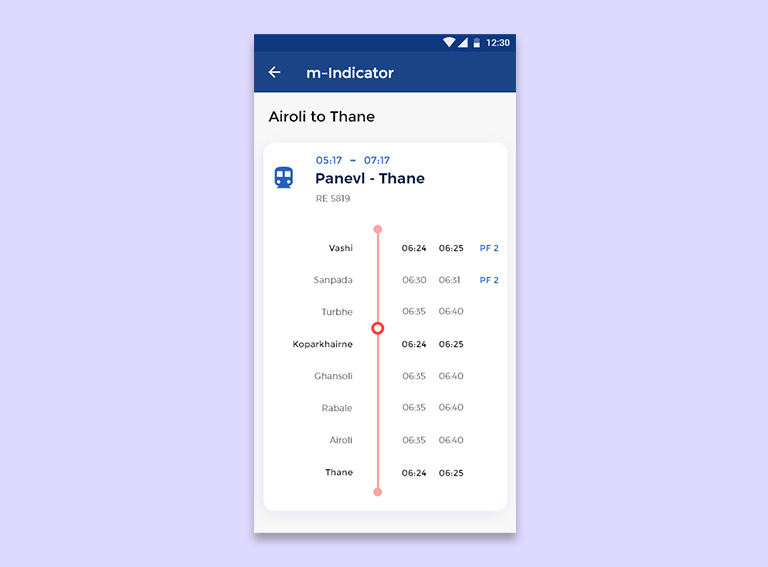 12:30
m-Indicator
Airoli to Thane
05:17 – 07:17
Panevl - Thane
RE 5819
Vashi 06:24 06:25 PF 2
Sanpada 06:30 06:31 PF 2
Turbhe 06:35 06:40
Koparkhairne 06:24 06:25
Ghansoli 06:35 06:40
Rabale 06:35 06:40
Airoli 06:35 06:40
Thane 06:24 06:25